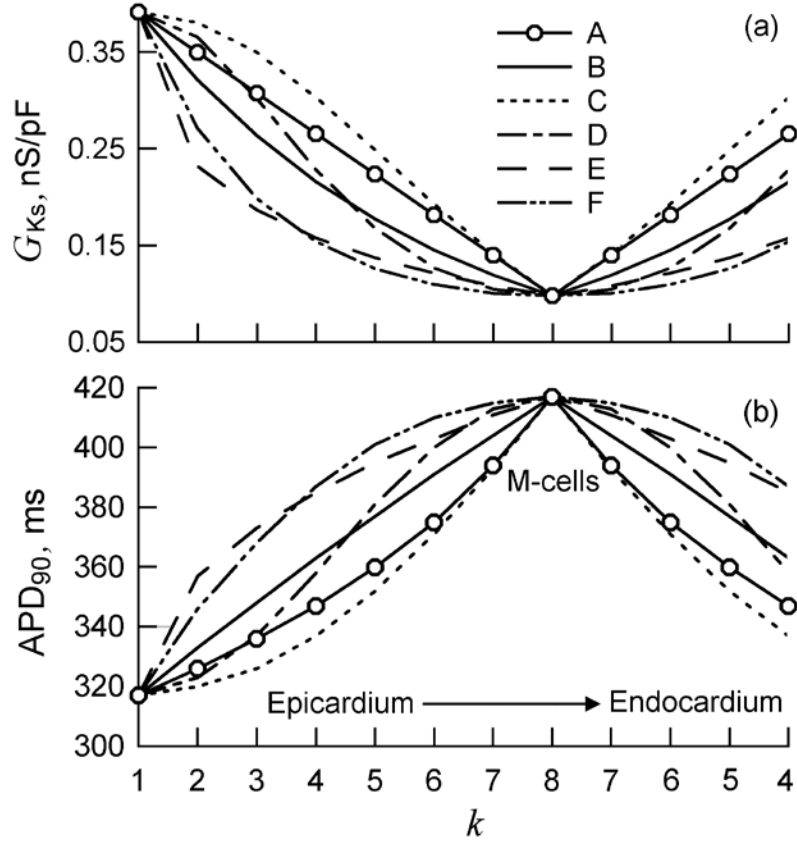 (a)
0.35
0.25
0.15
0.05
G_Ks, nS/pF
A
B
C
D
E
F
(b)
420
400
380
360
340
320
300
APD_90, ms
M-cells
Epicardium
Endocardium
1 2 3 4 5 6 7 8 7 6 5 4
k